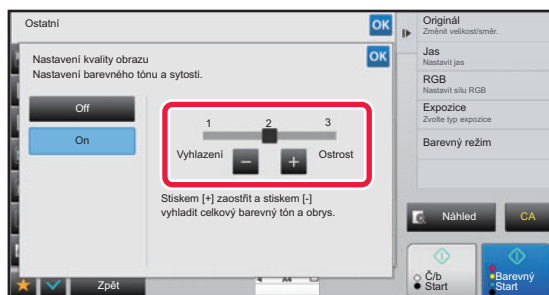 Ostatní
OK
Nastavení kvality obrazu
OK
Nastavení barevného tónu a sytosti.
Off
On
1 2 3
Vyhlazení - + Ostrost
Stiskem [+] zaostřit a stiskem [-]
vyhladit celkový barevný tón a obrys.
Zpět
Originál
Změnit velikost/směr.
Jas
Nastavit jas
RGB
Nastavit sílu RGB
Expozice
Zvolte typ expozice
Barevný režim
Náhled
CA
Č/b
Start
Barevný
Start